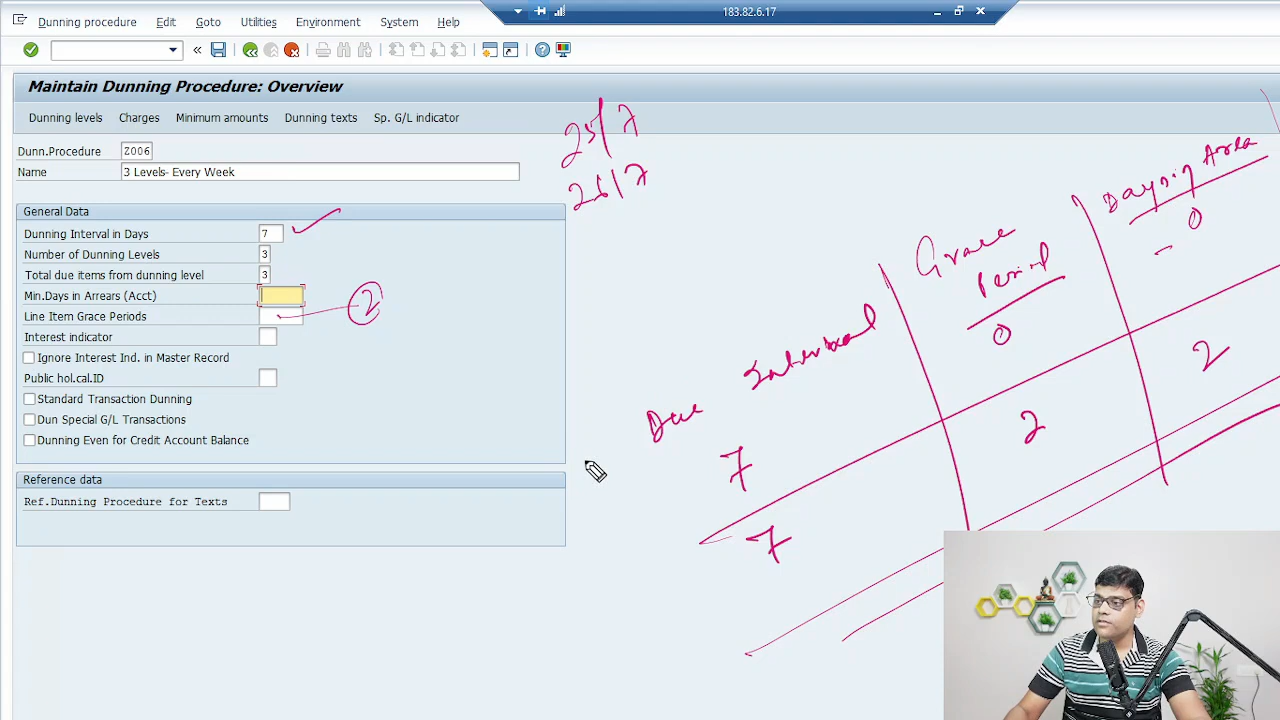 183.82.6.17
Dunning procedure Edit Goto Utilities Environment System Help
Maintain Dunning Procedure: Overview
Dunning levels Charges Minimum amounts Dunning texts Sp. G/L indicator
Dunn.Procedure Z006
Name 3 Levels- Every Week
General Data
Dunning Interval in Days 7
Number of Dunning Levels 3
Total due items from dunning level 3
Min.Days in Arrears (Acct)
Line Item Grace Periods
Interest indicator
Ignore Interest Ind. in Master Record
Public hol.cal.ID
Standard Transaction Dunning
Dun Special G/L Transactions
Dunning Even for Credit Account Balance
Reference data
Ref.Dunning Procedure for Texts
25/7
26/7
2
Due
Grace
Period
0
- 0
7
2
2
7